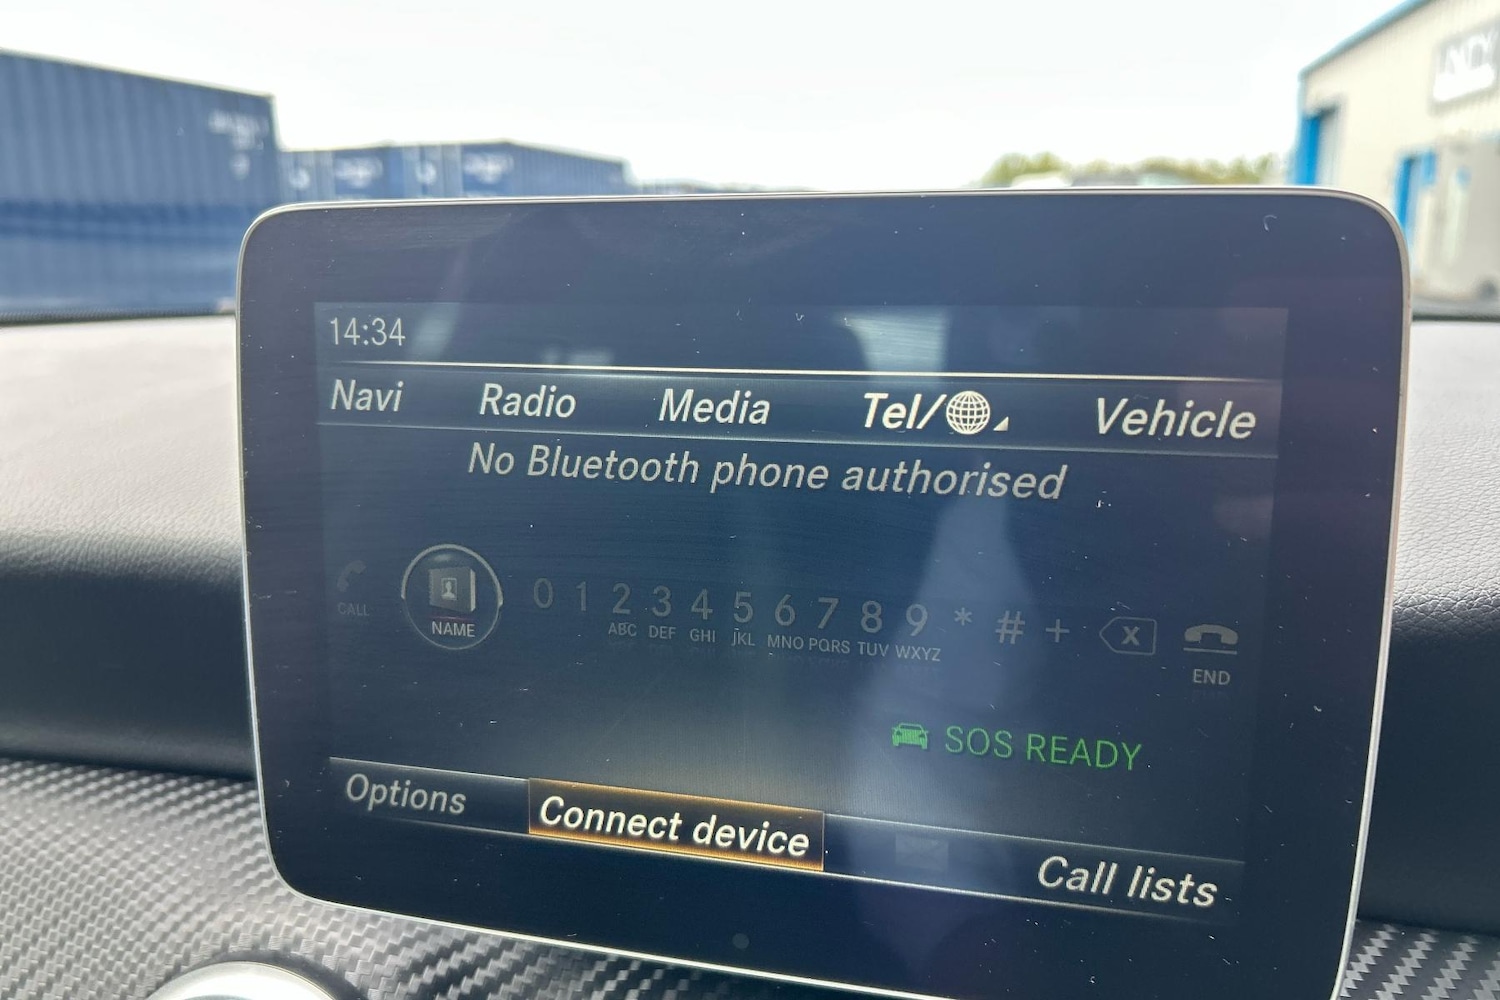 14:34
Navi Radio Media Tel/ Vehicle
No Bluetooth phone authorised
CALL NAME 0 1 2 ABC 3 DEF 4 GHI 5 JKL 6 MNO 7 PQRS 8 TUV 9 WXYZ * # + X END
SOS READY
Options Connect device Call lists